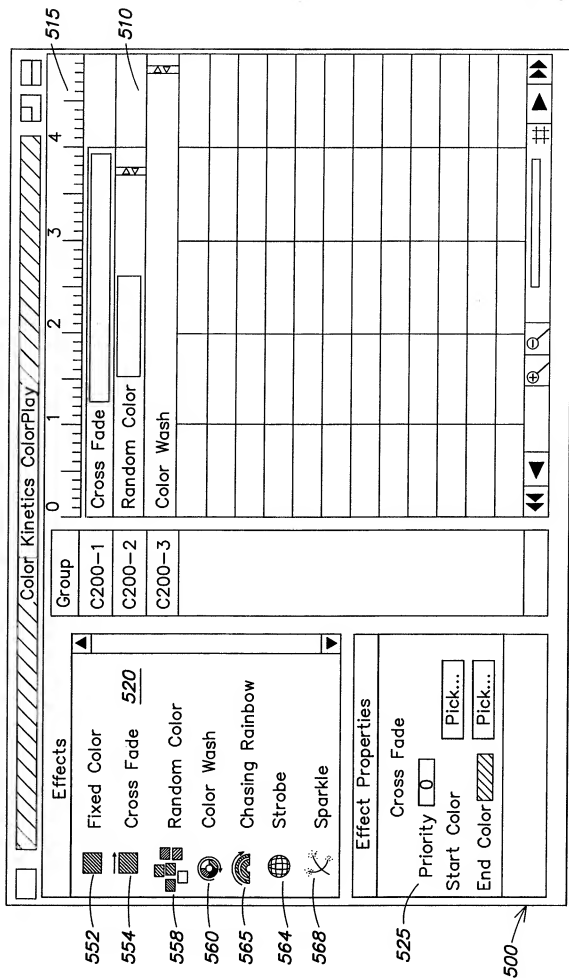 Color Kinetics ColorPlay
Effects
552 Fixed Color
554 Cross Fade 520
558 Random Color
560 Color Wash
565 Chasing Rainbow
564 Strobe
568 Sparkle
Effect Properties
Cross Fade
525 Priority 0
Start Color Pick...
End Color Pick...
500
Group
C200-1
C200-2
C200-3
0 1 2 3 4 515
Cross Fade
Random Color 510
Color Wash